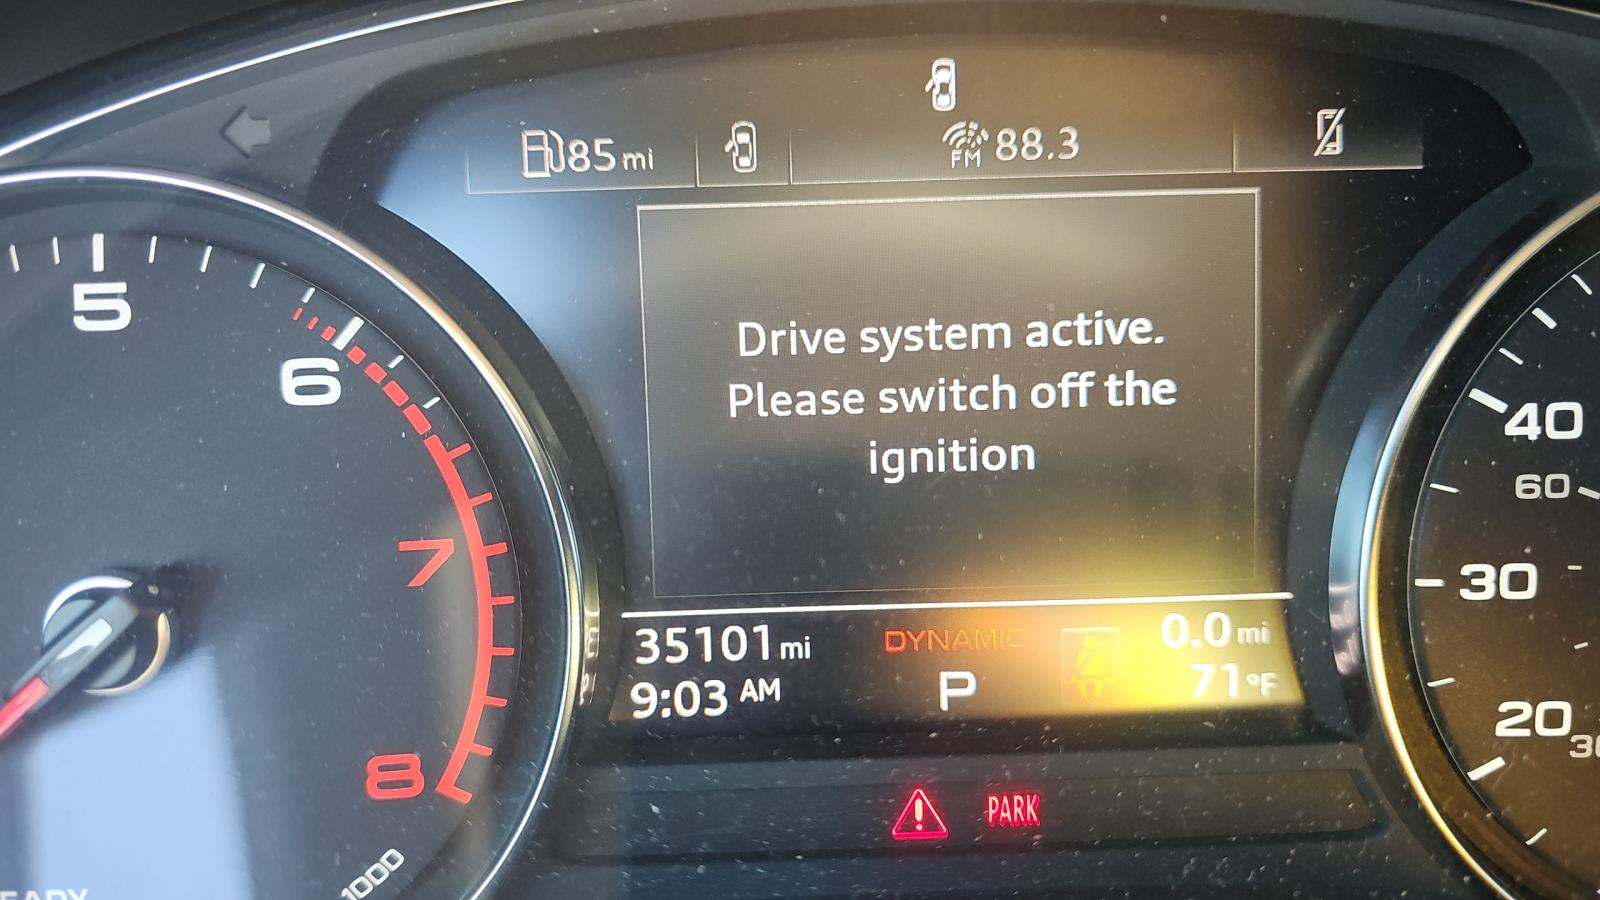 85 mi
FM 88.3
Drive system active.
Please switch off the
ignition
35101 mi
DYNAMIC
0.0 mi
9:03 AM
P
71°F
PARK
5
6
7
8
1000
40
60
30
20